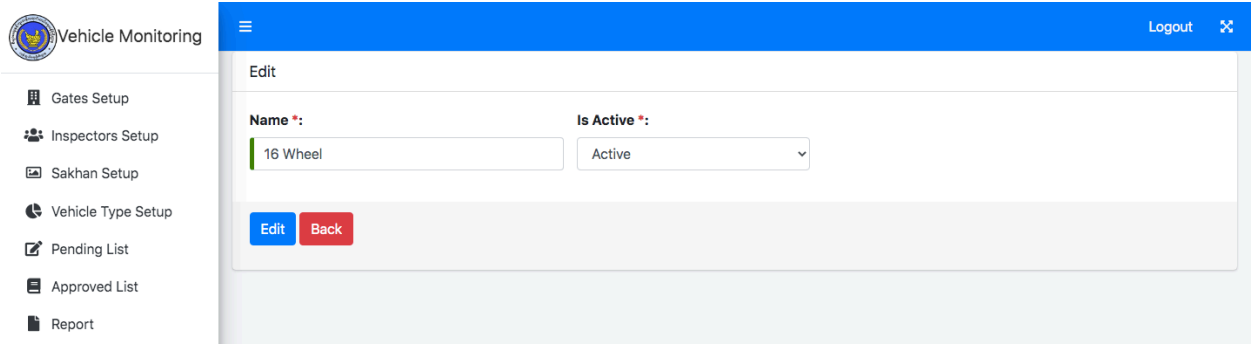 Vehicle Monitoring
Logout
Gates Setup
Inspectors Setup
Sakhan Setup
Vehicle Type Setup
Pending List
Approved List
Report
Edit
Name *:
Is Active *:
16 Wheel
Active
Edit
Back